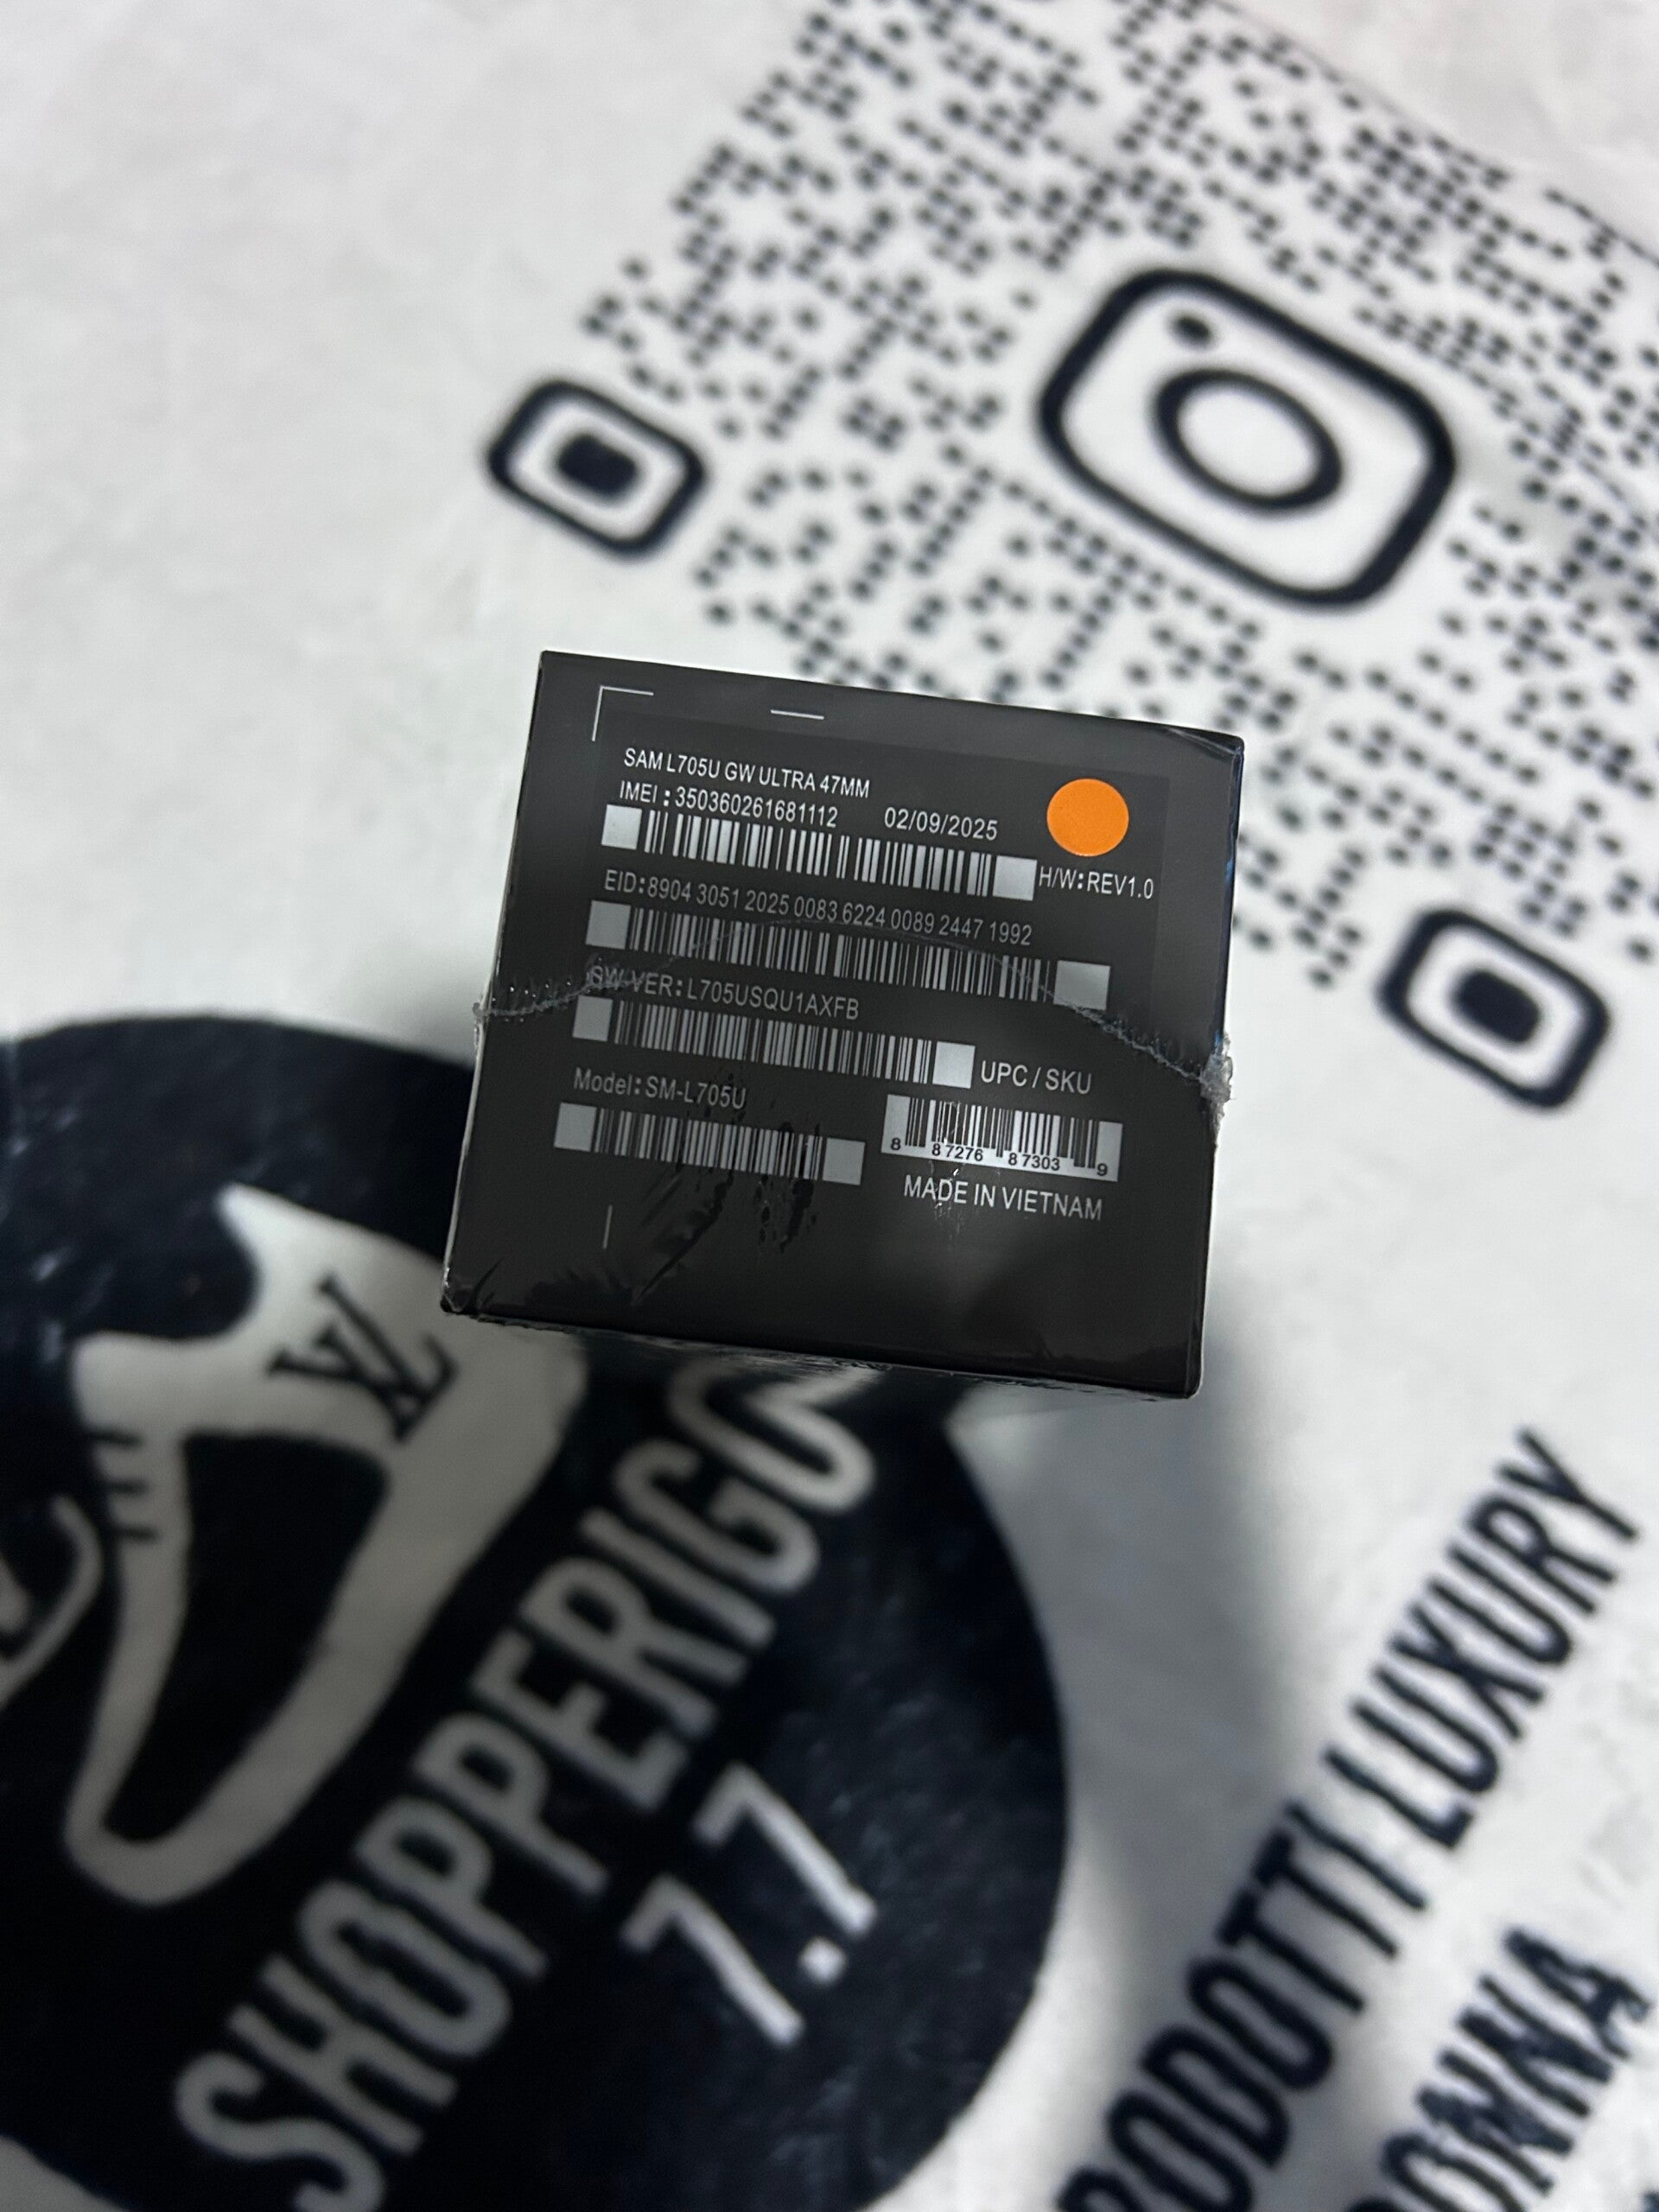 SAM L705U GW ULTRA 47MM
IMEI : 350360261681112 02/09/2025
H/W:REV1.0
EID:8904 3051 2025 0083 6224 0089 2447 1992
GW VER: L705USQU1AXFB
UPC / SKU
Model: SM-L705U
8 87276 87303 9
MADE IN VIETNAM
LV
SHOPPERIGO
7.7
PRODOTTI LUXURY
DONNA